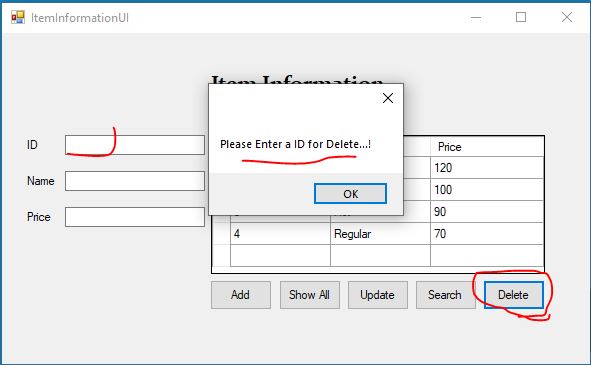 ItemInformationUI
Item Information
Please Enter a ID for Delete...!
OK
ID
Name
Price
Price
120
100
90
4 Regular 70
Add Show All Update Search Delete